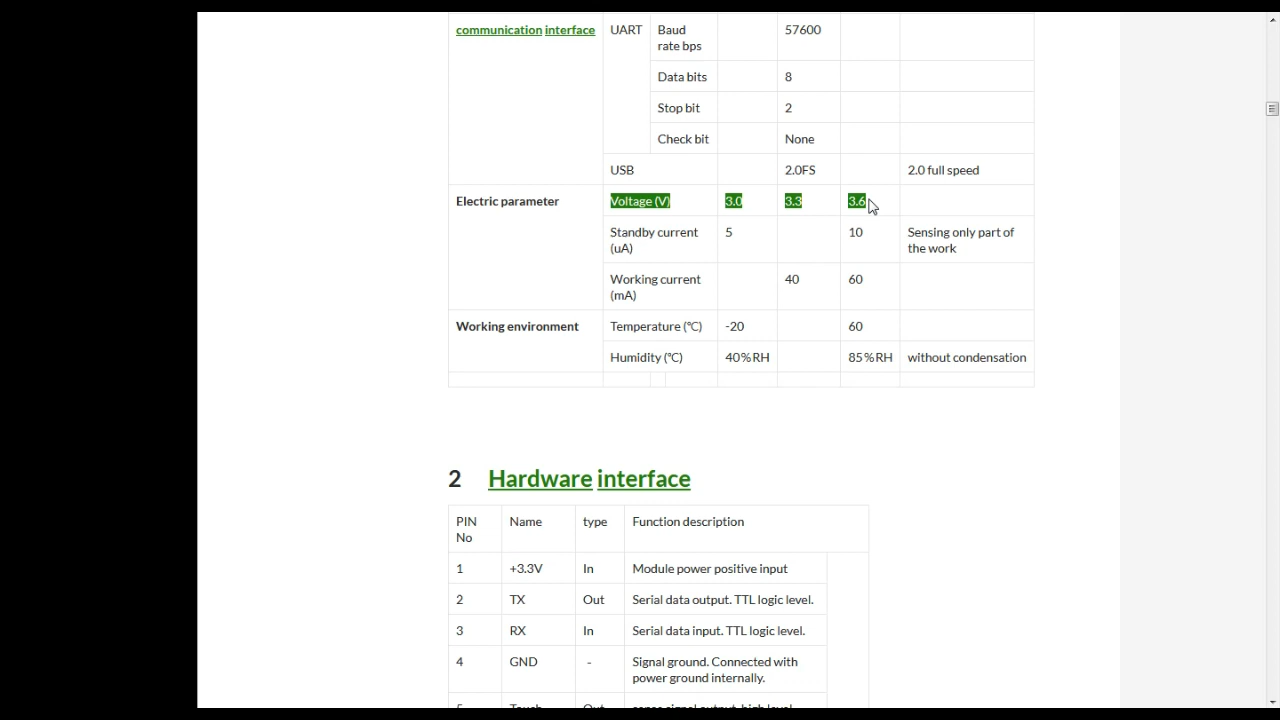 communication interface UART Baud rate bps 57600
Data bits 8
Stop bit 2
Check bit None
USB 2.0FS 2.0 full speed
Electric parameter Voltage (V) 3.0 3.3 3.6
Standby current (uA) 5 10 Sensing only part of the work
Working current (mA) 40 60
Working environment Temperature (℃) -20 60
Humidity (℃) 40%RH 85%RH without condensation
2 Hardware interface
PIN No Name type Function description
1 +3.3V In Module power positive input
2 TX Out Serial data output. TTL logic level.
3 RX In Serial data input. TTL logic level.
4 GND - Signal ground. Connected with power ground internally.